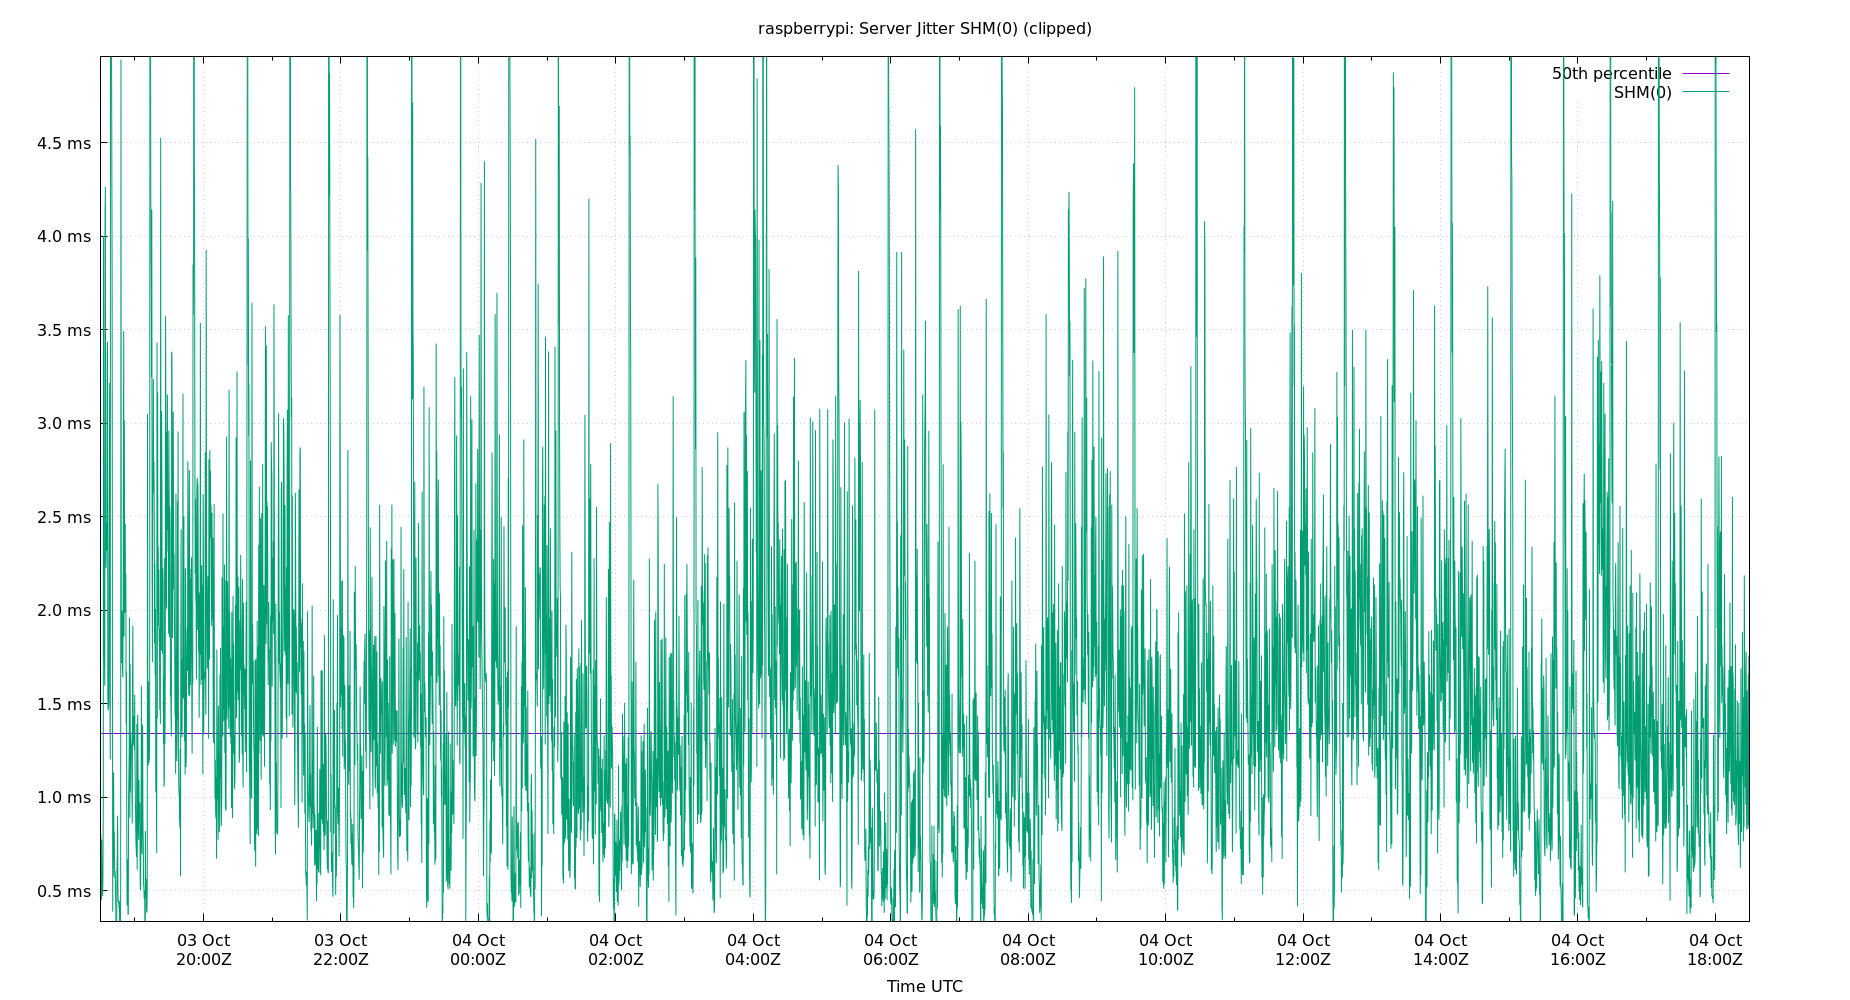 raspberrypi: Server Jitter SHM(0) (clipped)
50th percentile
SHM(0)
4.5 ms
4.0 ms
3.5 ms
3.0 ms
2.5 ms
2.0 ms
1.5 ms
1.0 ms
0.5 ms
03 Oct 03 Oct 04 Oct 04 Oct 04 Oct 04 Oct 04 Oct 04 Oct 04 Oct 04 Oct 04 Oct 04 Oct
20:00Z 22:00Z 00:00Z 02:00Z 04:00Z 06:00Z 08:00Z 10:00Z 12:00Z 14:00Z 16:00Z 18:00Z
Time UTC